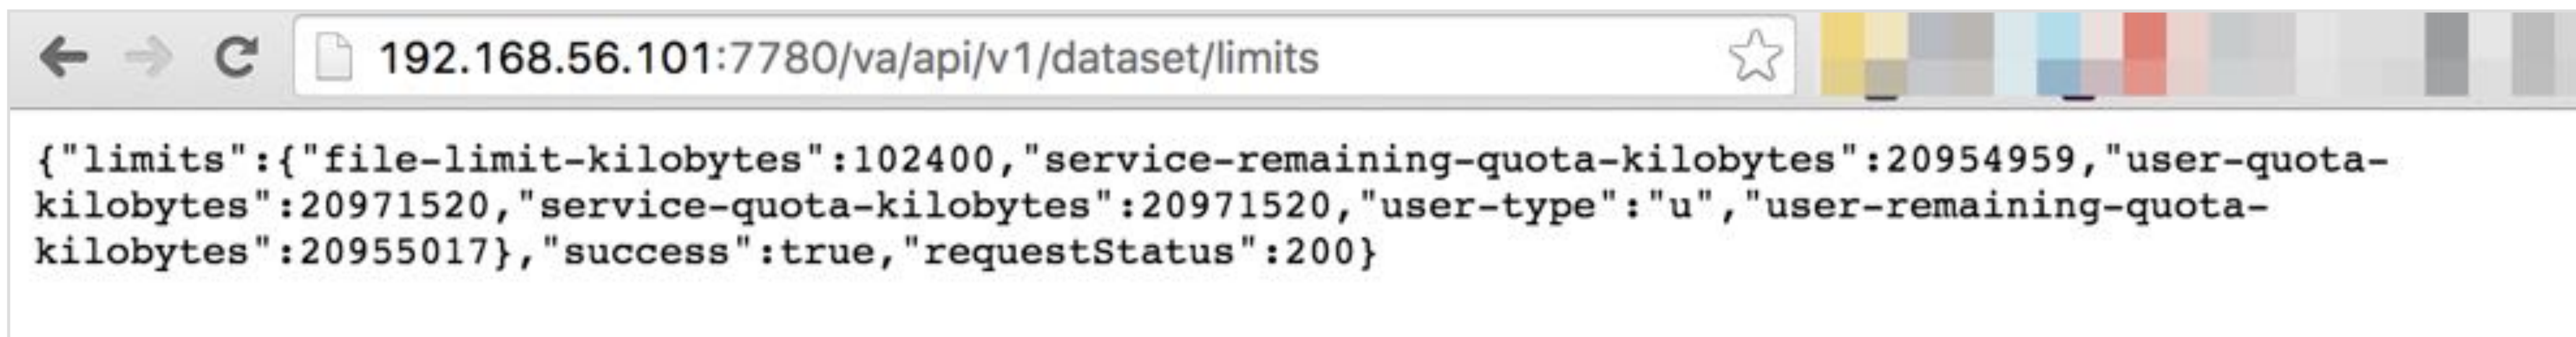 192.168.56.101:7780/va/api/v1/dataset/limits
{"limits":{"file-limit-kilobytes":102400,"service-remaining-quota-kilobytes":20954959,"user-quota-
kilobytes":20971520,"service-quota-kilobytes":20971520,"user-type":"u","user-remaining-quota-
kilobytes":20955017},"success":true,"requestStatus":200}